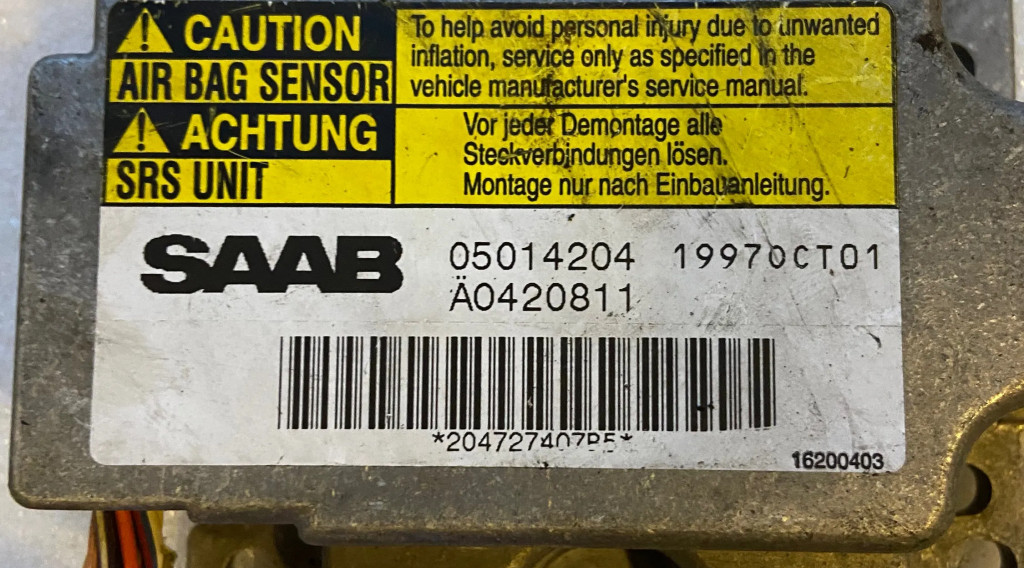 CAUTION
AIR BAG SENSOR
To help avoid personal injury due to unwanted
inflation, service only as specified in the
vehicle manufacturer's service manual.
ACHTUNG
SRS UNIT
Vor jeder Demontage alle
Steckverbindungen lösen.
Montage nur nach Einbauanleitung.
SAAB 05014204 1997OCT01
Ä0420811
16200403